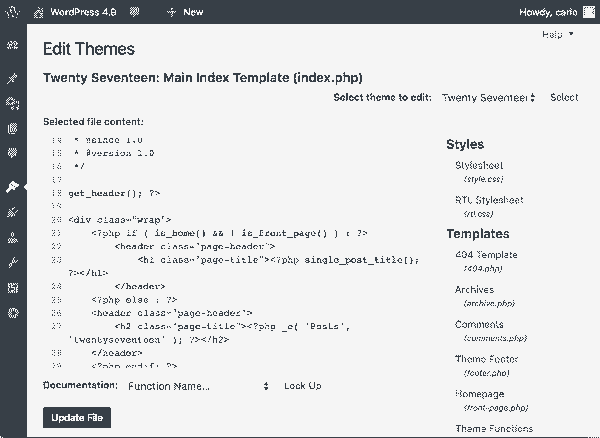 WordPress 4.9
New
Howdy, carlo
Help
Edit Themes
Twenty Seventeen: Main Index Template (index.php)
Select theme to edit: Twenty Seventeen Select
Selected file content:
14 * @since 1.0
15 * @version 1.0
16 */
17
18 get_header(); ?>
19
20 <div class="wrap">
21 <?php if ( is_home() && ! is_front_page() ) : ?>
22 <header class="page-header">
23 <h1 class="page-title"><?php single_post_title();
?></h1>
24 </header>
25 <?php else : ?>
26 <header class="page-header">
27 <h2 class="page-title"><?php _e( 'Posts',
'twentyseventeen' ); ?></h2>
28 </header>
29 <?php endif; ?>
Documentation: Function Name... Look Up
Update File
Styles
Stylesheet
(style.css)
RTL Stylesheet
(rtl.css)
Templates
404 Template
(404.php)
Archives
(archive.php)
Comments
(comments.php)
Theme Footer
(footer.php)
Homepage
(front-page.php)
Theme Functions